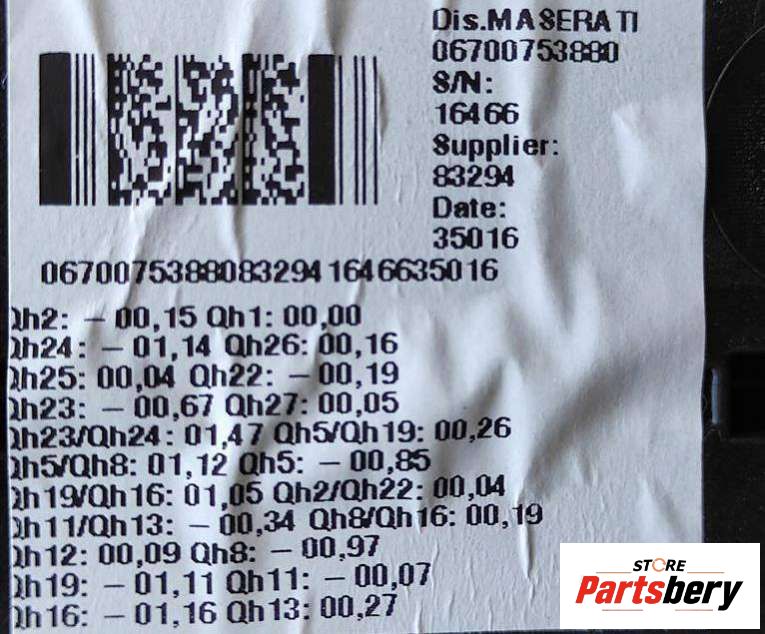 Dis.MASERATI
06700753880
S/N:
16466
Supplier:
83294
Date:
35016
06700753880832941646635016
Qh2: - 00,15 Qh1: 00,00
Qh24: - 01,14 Qh26: 00,16
Qh25: 00,04 Qh22: - 00,19
Qh23: - 00,67 Qh27: 00,05
Qh23/Qh24: 01,47 Qh5/Qh19: 00,26
Qh5/Qh8: 01,12 Qh5: - 00,85
Qh19/Qh16: 01,05 Qh2/Qh22: 00,04
Qh11/Qh13: - 00,34 Qh8/Qh16: 00,19
Qh12: 00,09 Qh8: - 00,97
Qh19: - 01,11 Qh11: - 00,07
Qh16: - 01,16 Qh13: 00,27
STORE
Partsbery